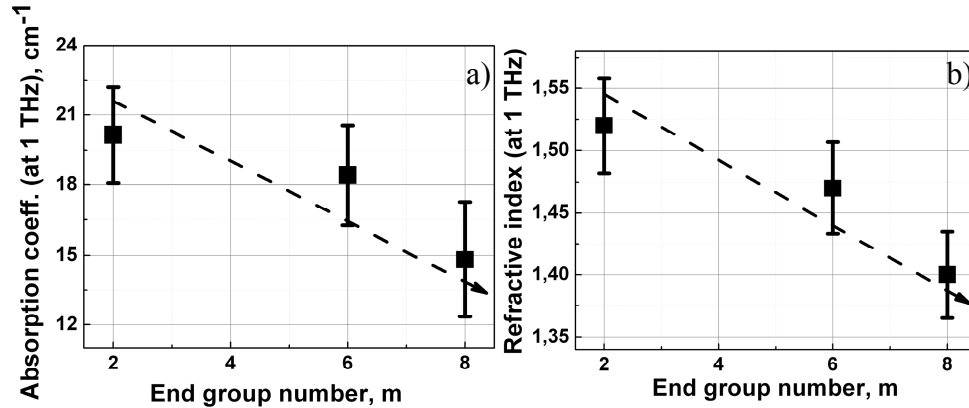 Absorption coeff. (at 1 THz), cm⁻¹
24
21
18
15
12
a)
2 4 6 8
End group number, m
Refractive index (at 1 THz)
1,55
1,50
1,45
1,40
1,35
b)
2 4 6 8
End group number, m